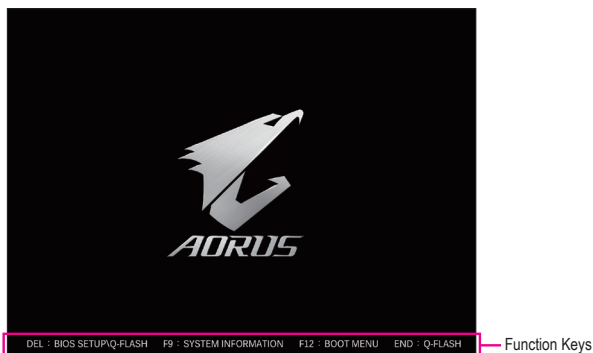 AORUS
DEL : BIOS SETUP\Q-FLASH F9 : SYSTEM INFORMATION F12 : BOOT MENU END : Q-FLASH
Function Keys